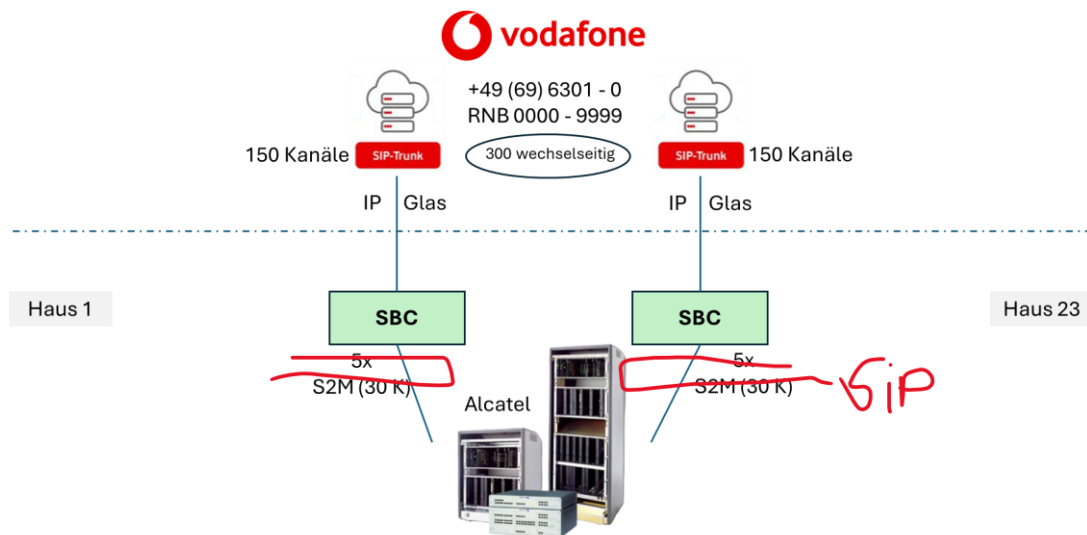 vodafone
+49 (69) 6301 - 0
RNB 0000 - 9999
150 Kanäle
SIP-Trunk
300 wechselseitig
SIP-Trunk
150 Kanäle
IP Glas
IP Glas
Haus 1
SBC
SBC
Haus 23
5x
S2M (30 K)
5x
S2M (30 K)
SiP
Alcatel